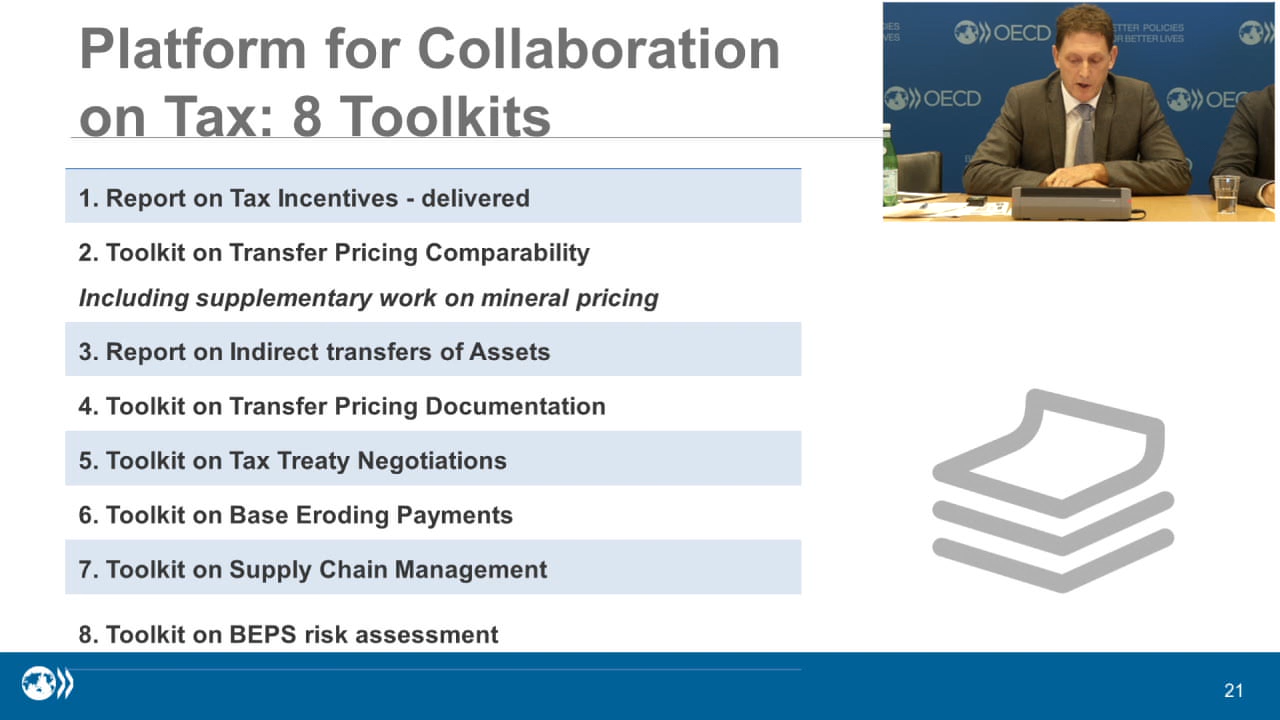 Platform for Collaboration
on Tax: 8 Toolkits
1. Report on Tax Incentives - delivered
2. Toolkit on Transfer Pricing Comparability
Including supplementary work on mineral pricing
3. Report on Indirect transfers of Assets
4. Toolkit on Transfer Pricing Documentation
5. Toolkit on Tax Treaty Negotiations
6. Toolkit on Base Eroding Payments
7. Toolkit on Supply Chain Management
8. Toolkit on BEPS risk assessment
21
OECD
POLICIES
BETTER LIVES
OECD